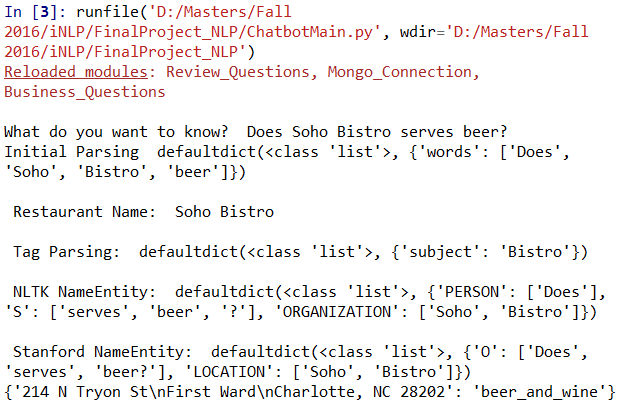 In [3]: runfile('D:/Masters/Fall
2016/iNLP/FinalProject_NLP/ChatbotMain.py', wdir='D:/Masters/Fall
2016/iNLP/FinalProject_NLP')
Reloaded modules: Review_Questions, Mongo_Connection,
Business_Questions
What do you want to know?  Does Soho Bistro serves beer?
Initial Parsing  defaultdict(<class 'list'>, {'words': ['Does',
'Soho', 'Bistro', 'beer']})
Restaurant Name:  Soho Bistro
Tag Parsing:  defaultdict(<class 'list'>, {'subject': 'Bistro'})
NLTK NameEntity:  defaultdict(<class 'list'>, {'PERSON': ['Does'],
'S': ['serves', 'beer', '?'], 'ORGANIZATION': ['Soho', 'Bistro']})
Stanford NameEntity:  defaultdict(<class 'list'>, {'O': ['Does',
'serves', 'beer?'], 'LOCATION': ['Soho', 'Bistro']})
{'214 N Tryon St\nFirst Ward\nCharlotte, NC 28202': 'beer_and_wine'}